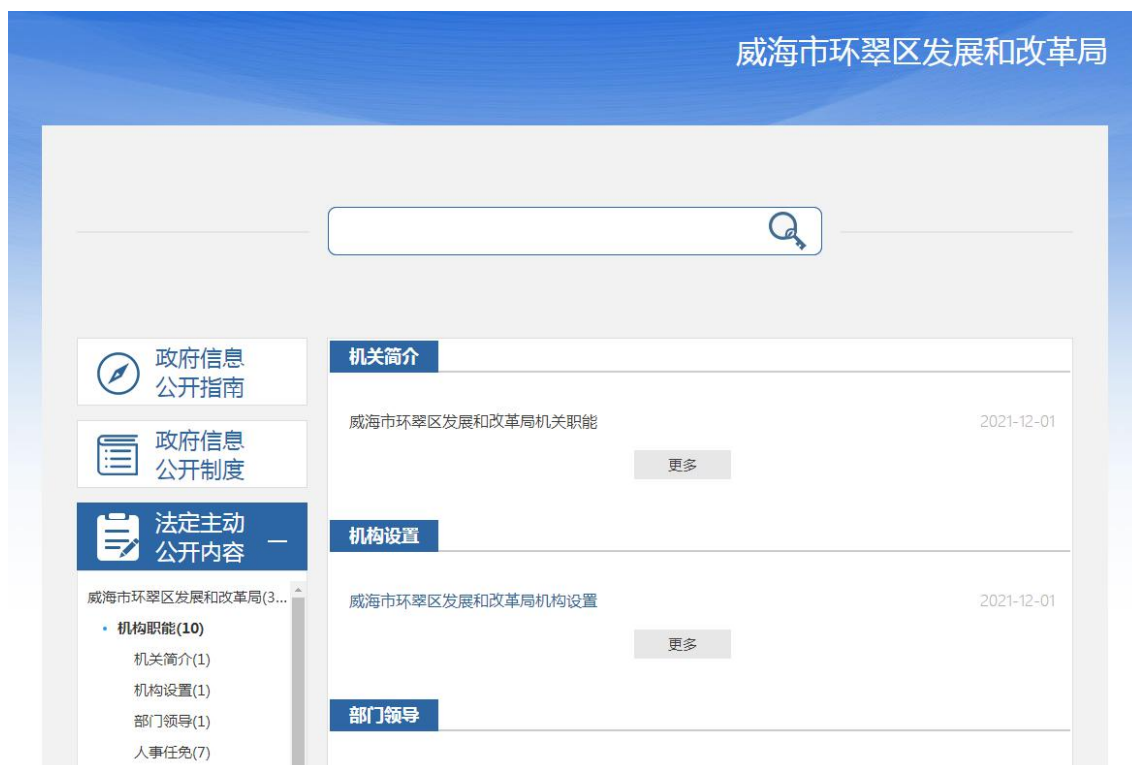 威海市环翠区发展和改革局
政府信息
公开指南
政府信息
公开制度
法定主动
公开内容
威海市环翠区发展和改革局(3...
机构职能(10)
机关简介(1)
机构设置(1)
部门领导(1)
人事任免(7)
机关简介
威海市环翠区发展和改革局机关职能 2021-12-01
更多
机构设置
威海市环翠区发展和改革局机构设置 2021-12-01
更多
部门领导